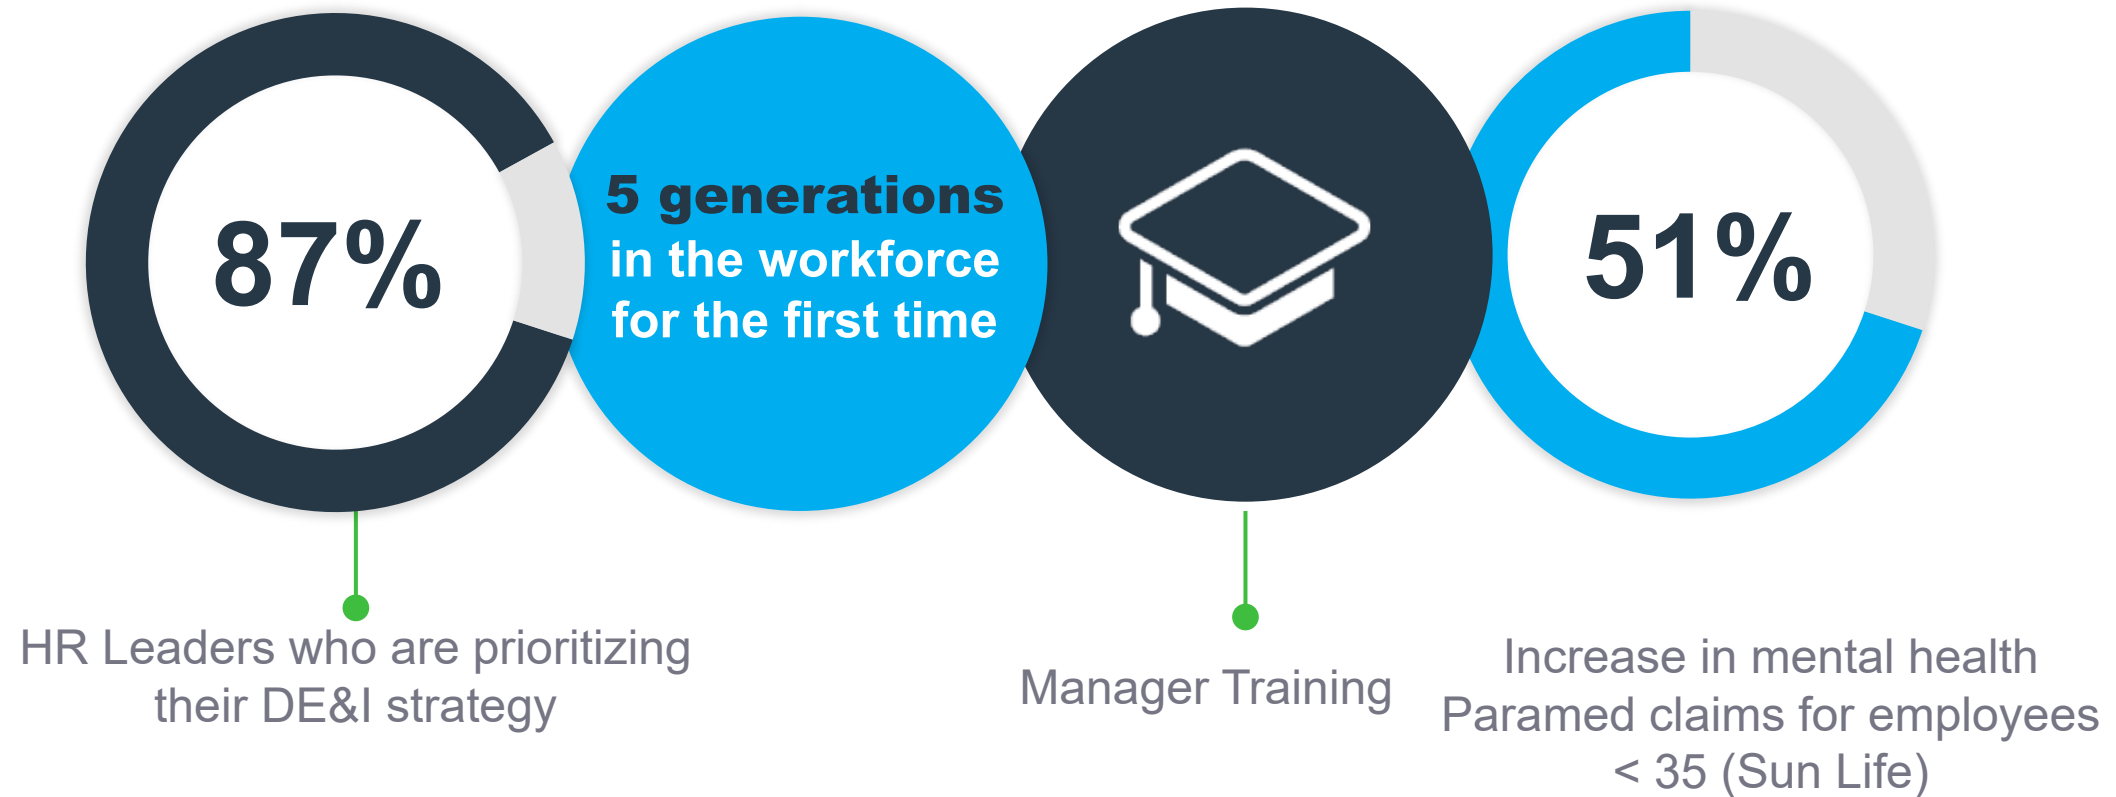 87%
5 generations
in the workforce
for the first time
51%
HR Leaders who are prioritizing
their DE&I strategy
Manager Training
Increase in mental health
Paramed claims for employees
< 35 (Sun Life)